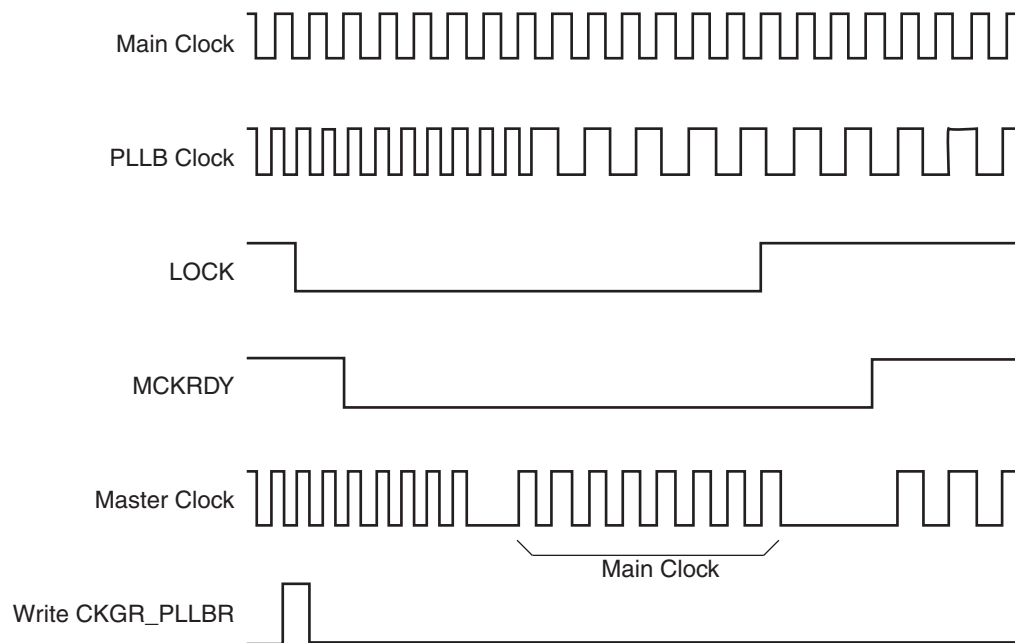 Main Clock
PLLB Clock
LOCK
MCKRDY
Master Clock
Main Clock
Write CKGR_PLLBR